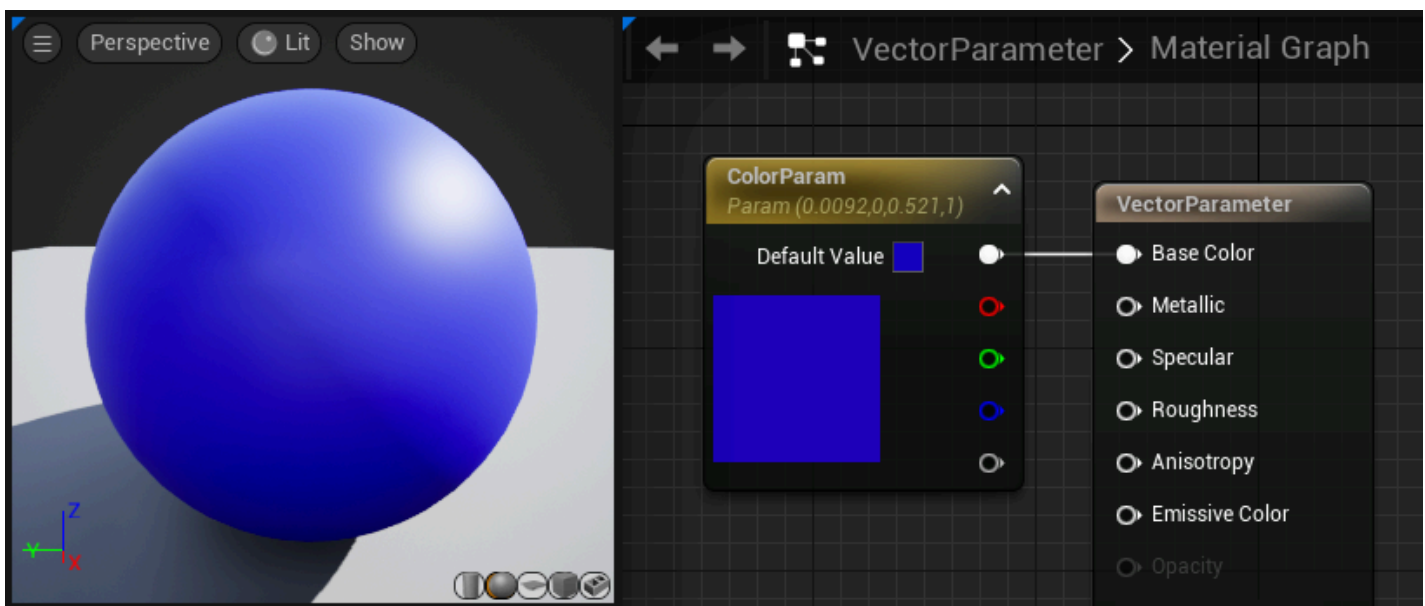 Perspective
Lit
Show
VectorParameter > Material Graph
ColorParam
Param (0.0092,0,0.521,1)
Default Value
VectorParameter
Base Color
Metallic
Specular
Roughness
Anisotropy
Emissive Color
Opacity
Z
Y
X